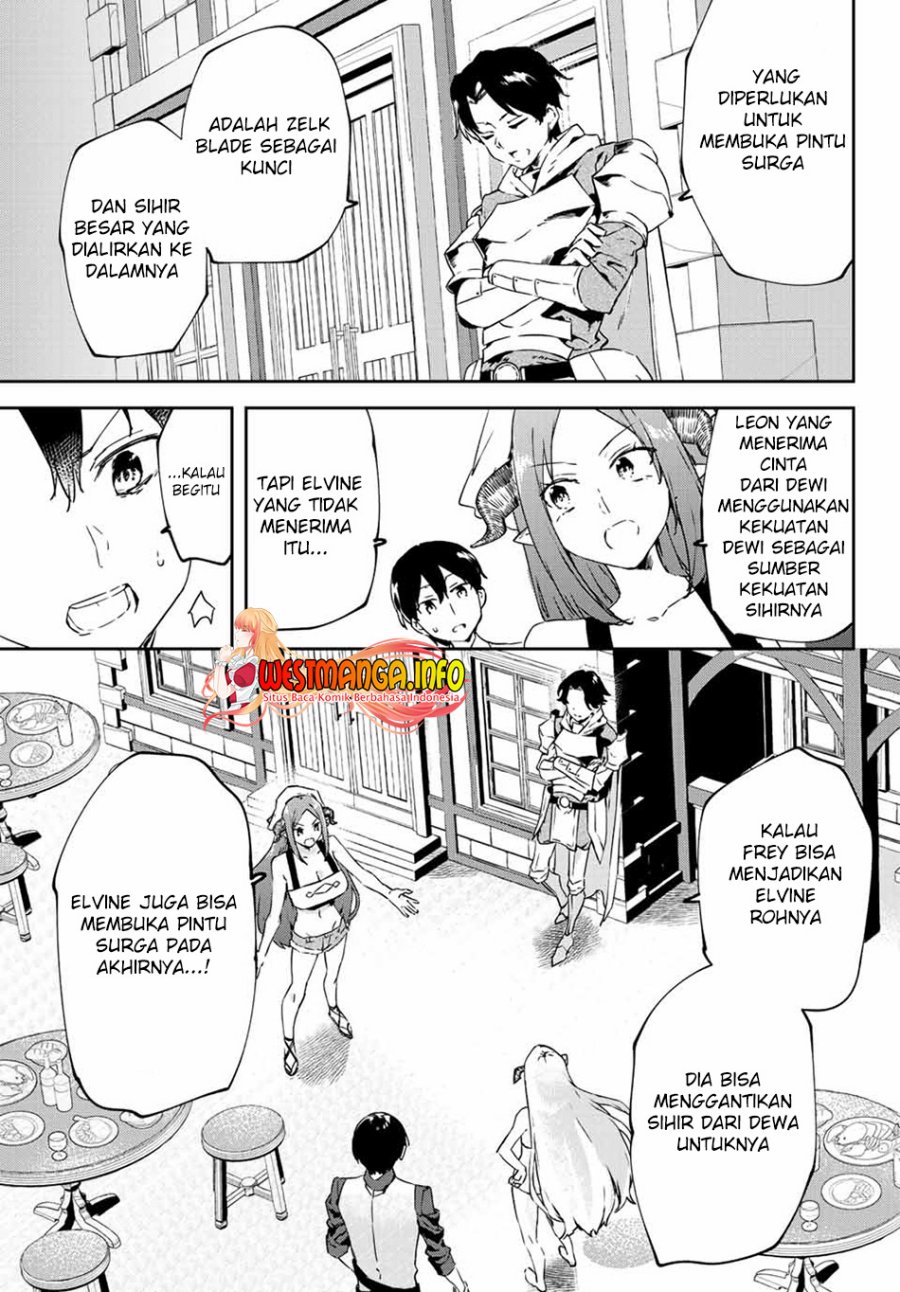 YANG
DIPERLUKAN
UNTUK
MEMBUKA PINTU
SURGA
ADALAH ZELK
BLADE SEBAGAI
KUNCI
DAN SIHIR
BESAR YANG
DIALIRKAN KE
DALAMNYA
LEON YANG
MENERIMA
CINTA
DARI DEWI
MENGGUNAKAN
KEKUATAN
DEWI SEBAGAI
SUMBER
KEKUATAN
SIHIRNYA
TAPI ELVINE
YANG TIDAK
MENERIMA
ITU...
...KALAU
BEGITU
WESTMANGA.INFO
Situs Baca Komik Berbahasa Indonesia
KALAU
FREY BISA
MENJADIKAN
ELVINE
ROHNYA
DIA BISA
MENGGANTIKAN
SIHIR DARI DEWA
UNTUKNYA
ELVINE JUGA BISA
MEMBUKA PINTU
SURGA PADA
AKHIRNYA...!